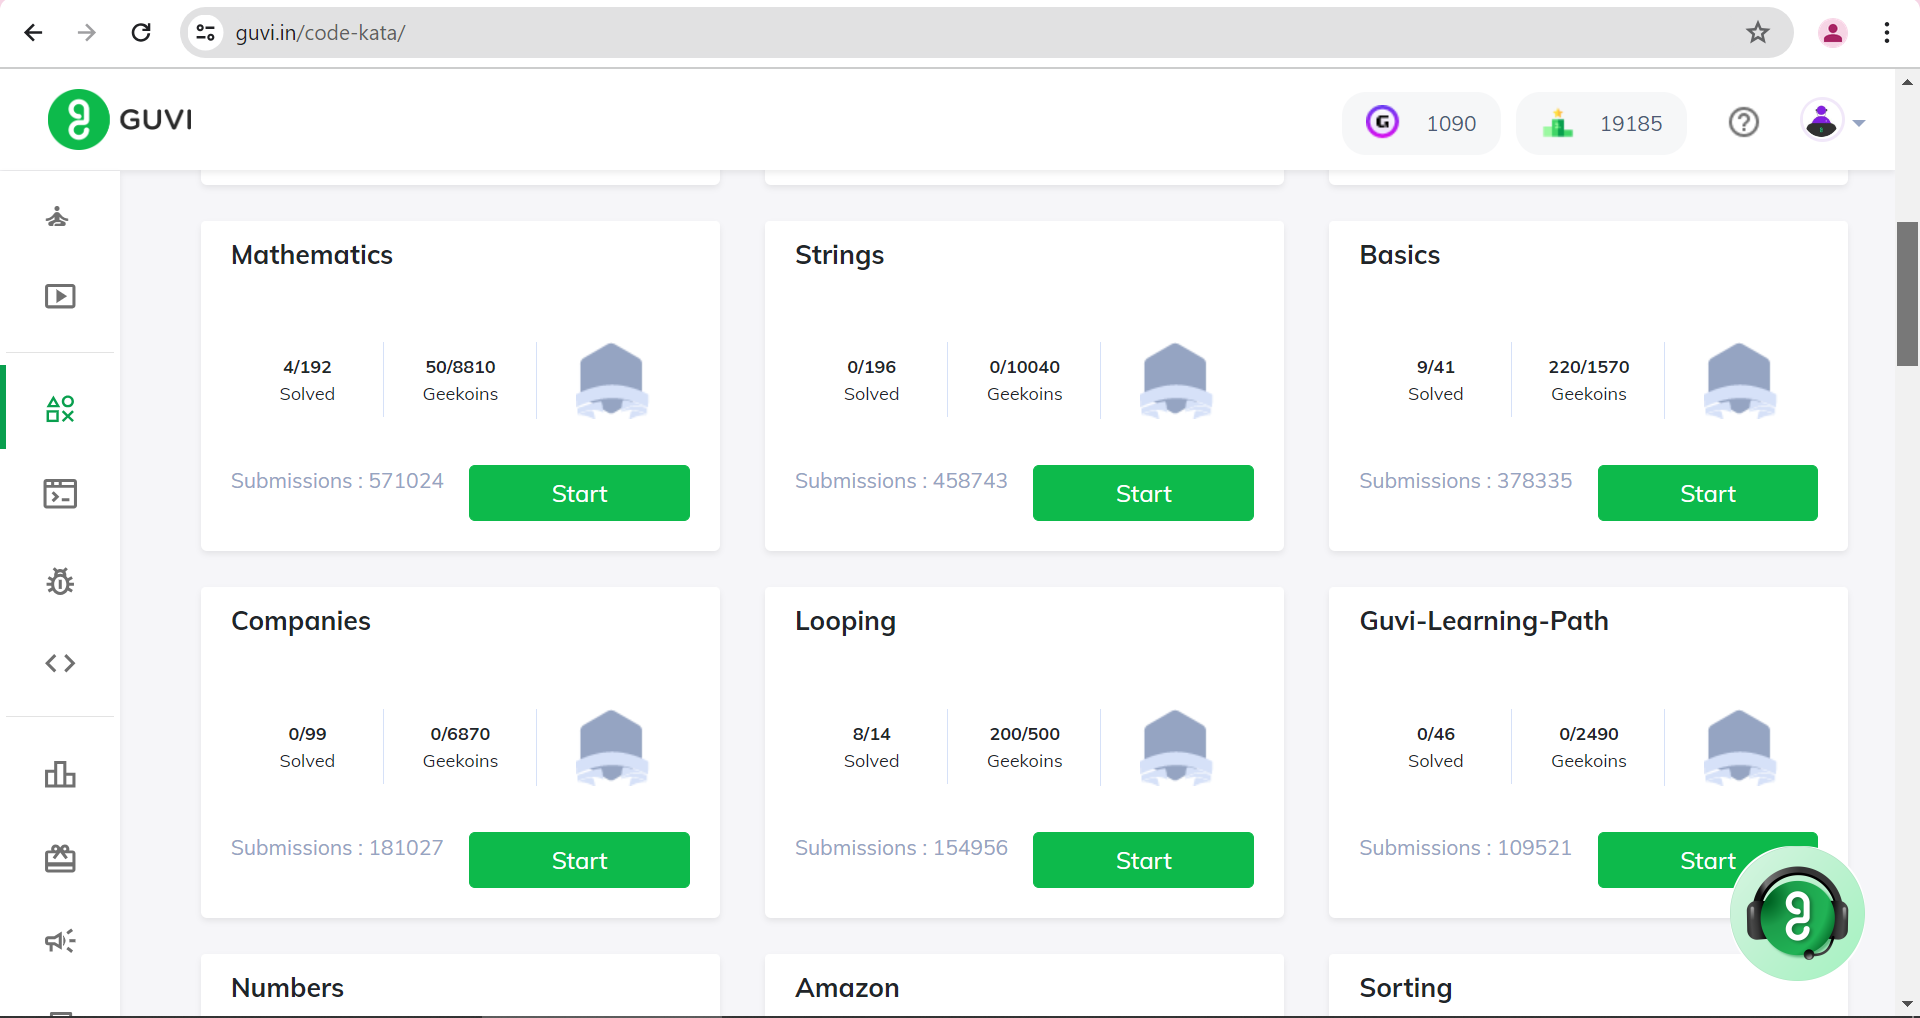 guvi.in/code-kata/
GUVI
1090
19185
Mathematics
4/192
Solved
50/8810
Geekoins
Submissions : 571024
Start
Strings
0/196
Solved
0/10040
Geekoins
Submissions : 458743
Start
Basics
9/41
Solved
220/1570
Geekoins
Submissions : 378335
Start
Companies
0/99
Solved
0/6870
Geekoins
Submissions : 181027
Start
Looping
8/14
Solved
200/500
Geekoins
Submissions : 154956
Start
Guvi-Learning-Path
0/46
Solved
0/2490
Geekoins
Submissions : 109521
Start
Numbers
Amazon
Sorting